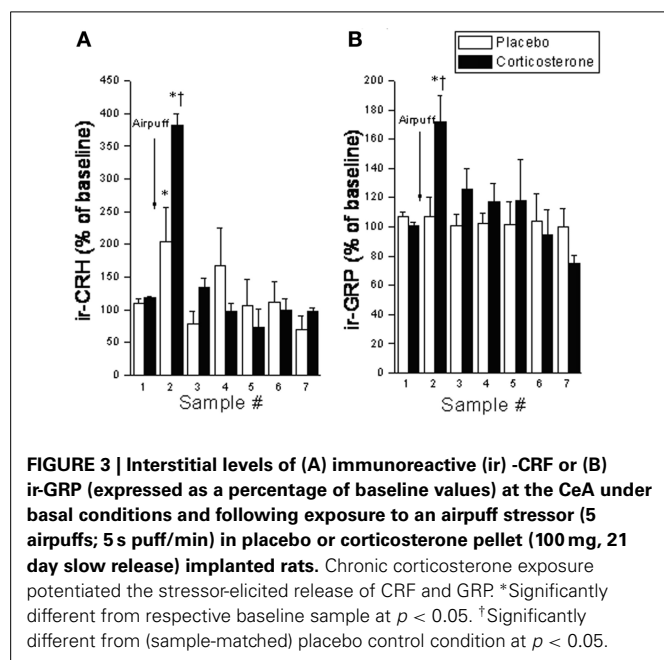 A
B
Placebo
Corticosterone
ir-CRH (% of baseline)
450
400
350
300
250
200
150
100
50
0
Airpuff
*
*†
1 2 3 4 5 6 7
Sample #
ir-GRP (% of baseline)
200
180
160
140
120
100
80
60
40
20
0
Airpuff
*†
1 2 3 4 5 6 7
Sample #
FIGURE 3 | Interstitial levels of (A) immunoreactive (ir) -CRF or (B)
ir-GRP (expressed as a percentage of baseline values) at the CeA under
basal conditions and following exposure to an airpuff stressor (5
airpuffs; 5 s puff/min) in placebo or corticosterone pellet (100 mg, 21
day slow release) implanted rats. Chronic corticosterone exposure
potentiated the stressor-elicited release of CRF and GRP. *Significantly
different from respective baseline sample at p < 0.05. †Significantly
different from (sample-matched) placebo control condition at p < 0.05.